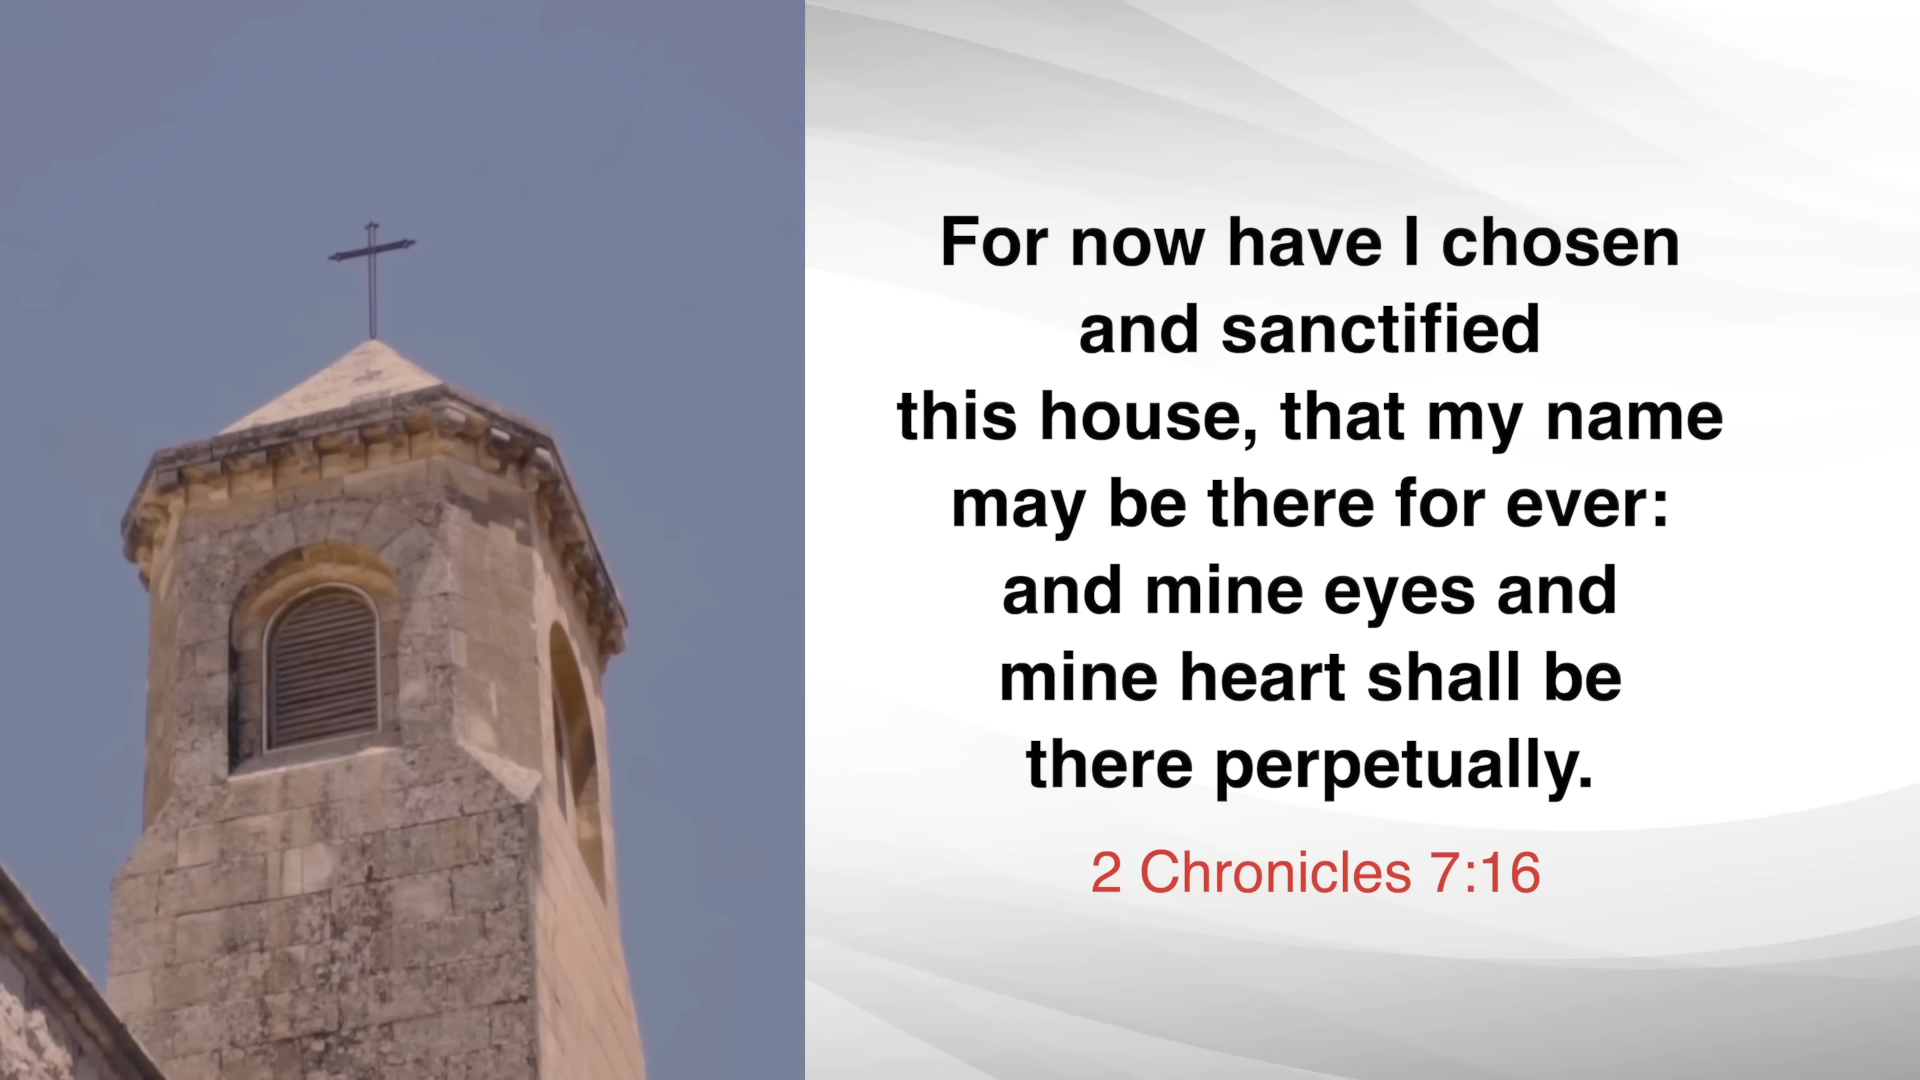 For now have I chosen
and sanctified
this house, that my name
may be there for ever:
and mine eyes and
mine heart shall be
there perpetually.
2 Chronicles 7:16